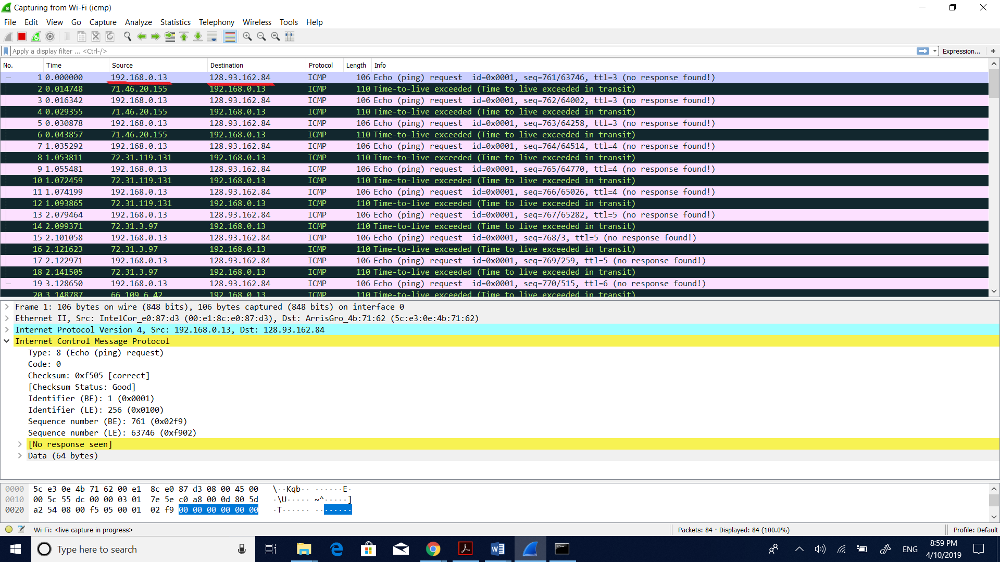 Capturing from Wi-Fi (icmp)
File Edit View Go Capture Analyze Statistics Telephony Wireless Tools Help
Apply a display filter ... <Ctrl-/> Expression... +
No. Time Source Destination Protocol Length Info
1 0.000000 192.168.0.13 128.93.162.84 ICMP 106 Echo (ping) request id=0x0001, seq=761/63746, ttl=3 (no response found!)
2 0.014748 71.46.20.155 192.168.0.13 ICMP 110 Time-to-live exceeded (Time to live exceeded in transit)
3 0.016342 192.168.0.13 128.93.162.84 ICMP 106 Echo (ping) request id=0x0001, seq=762/64002, ttl=3 (no response found!)
4 0.029355 71.46.20.155 192.168.0.13 ICMP 110 Time-to-live exceeded (Time to live exceeded in transit)
5 0.030878 192.168.0.13 128.93.162.84 ICMP 106 Echo (ping) request id=0x0001, seq=763/64258, ttl=3 (no response found!)
6 0.043857 71.46.20.155 192.168.0.13 ICMP 110 Time-to-live exceeded (Time to live exceeded in transit)
7 1.035292 192.168.0.13 128.93.162.84 ICMP 106 Echo (ping) request id=0x0001, seq=764/64514, ttl=4 (no response found!)
8 1.053811 72.31.119.131 192.168.0.13 ICMP 110 Time-to-live exceeded (Time to live exceeded in transit)
9 1.055481 192.168.0.13 128.93.162.84 ICMP 106 Echo (ping) request id=0x0001, seq=765/64770, ttl=4 (no response found!)
10 1.072459 72.31.119.131 192.168.0.13 ICMP 110 Time-to-live exceeded (Time to live exceeded in transit)
11 1.074199 192.168.0.13 128.93.162.84 ICMP 106 Echo (ping) request id=0x0001, seq=766/65026, ttl=4 (no response found!)
12 1.093865 72.31.119.131 192.168.0.13 ICMP 110 Time-to-live exceeded (Time to live exceeded in transit)
13 2.079464 192.168.0.13 128.93.162.84 ICMP 106 Echo (ping) request id=0x0001, seq=767/65282, ttl=5 (no response found!)
14 2.099371 72.31.3.97 192.168.0.13 ICMP 110 Time-to-live exceeded (Time to live exceeded in transit)
15 2.101058 192.168.0.13 128.93.162.84 ICMP 106 Echo (ping) request id=0x0001, seq=768/3, ttl=5 (no response found!)
16 2.121623 72.31.3.97 192.168.0.13 ICMP 110 Time-to-live exceeded (Time to live exceeded in transit)
17 2.122971 192.168.0.13 128.93.162.84 ICMP 106 Echo (ping) request id=0x0001, seq=769/259, ttl=5 (no response found!)
18 2.141505 72.31.3.97 192.168.0.13 ICMP 110 Time-to-live exceeded (Time to live exceeded in transit)
19 3.128650 192.168.0.13 128.93.162.84 ICMP 106 Echo (ping) request id=0x0001, seq=770/515, ttl=6 (no response found!)
20 3.148787 66.109.6.42 192.168.0.13 ICMP 110 Time-to-live exceeded (Time to live exceeded in transit)
Frame 1: 106 bytes on wire (848 bits), 106 bytes captured (848 bits) on interface 0
Ethernet II, Src: IntelCor_e0:87:d3 (00:e1:8c:e0:87:d3), Dst: ArrisGro_4b:71:62 (5c:e3:0e:4b:71:62)
Internet Protocol Version 4, Src: 192.168.0.13, Dst: 128.93.162.84
Internet Control Message Protocol
Type: 8 (Echo (ping) request)
Code: 0
Checksum: 0xf505 [correct]
[Checksum Status: Good]
Identifier (BE): 1 (0x0001)
Identifier (LE): 256 (0x0100)
Sequence number (BE): 761 (0x02f9)
Sequence number (LE): 63746 (0xf902)
[No response seen]
Data (64 bytes)
0000 5c e3 0e 4b 71 62 00 e1 8c e0 87 d3 08 00 45 00 \··Kqb·· ······E·
0010 00 5c 55 dc 00 00 03 01 7e 5e c0 a8 00 0d 80 5d ·\U····· ~^·····]
0020 a2 54 08 00 f5 05 00 01 02 f9 00 00 00 00 00 00 ·T······ ········
Wi-Fi: <live capture in progress> Packets: 84 · Displayed: 84 (100.0%) Profile: Default
Type here to search ENG 8:59 PM
4/10/2019